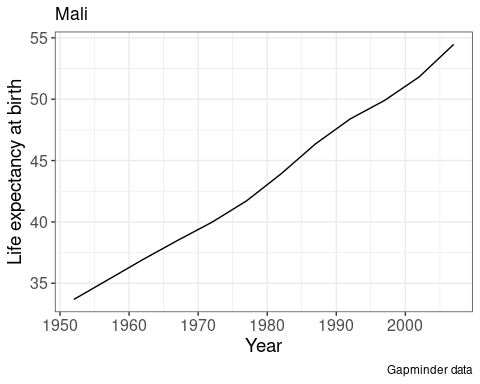 Mali
Life expectancy at birth
55
50
45
40
35
1950 1960 1970 1980 1990 2000
Year
Gapminder data